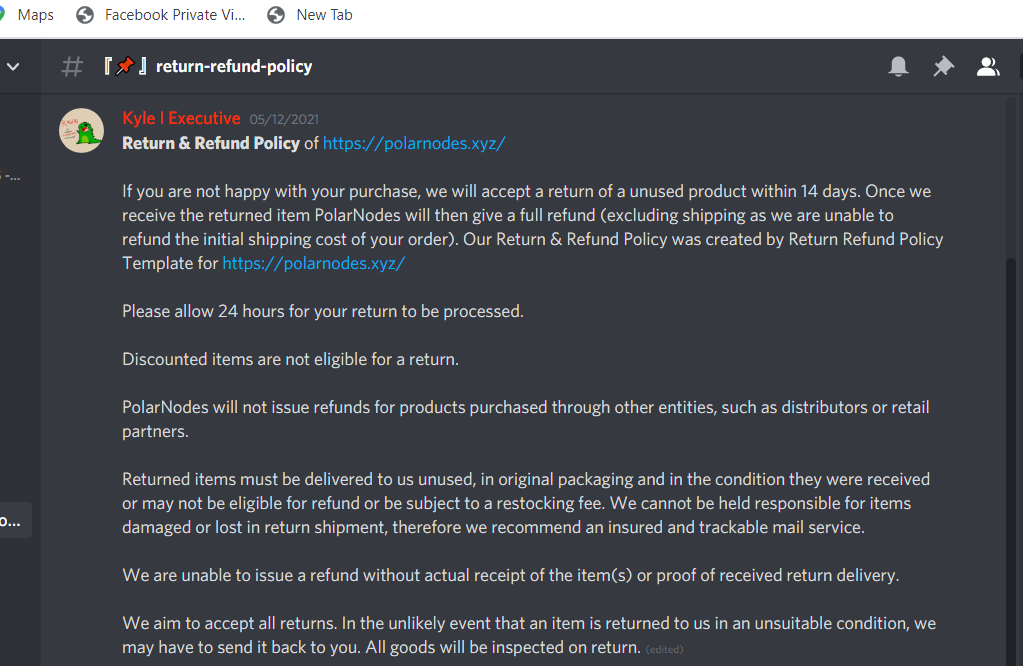 Maps Facebook Private Vi... New Tab
# 『📌』return-refund-policy
Kyle l Executive 05/12/2021
Return & Refund Policy of https://polarnodes.xyz/
If you are not happy with your purchase, we will accept a return of a unused product within 14 days. Once we
receive the returned item PolarNodes will then give a full refund (excluding shipping as we are unable to
refund the initial shipping cost of your order). Our Return & Refund Policy was created by Return Refund Policy
Template for https://polarnodes.xyz/
Please allow 24 hours for your return to be processed.
Discounted items are not eligible for a return.
PolarNodes will not issue refunds for products purchased through other entities, such as distributors or retail
partners.
Returned items must be delivered to us unused, in original packaging and in the condition they were received
or may not be eligible for refund or be subject to a restocking fee. We cannot be held responsible for items
damaged or lost in return shipment, therefore we recommend an insured and trackable mail service.
We are unable to issue a refund without actual receipt of the item(s) or proof of received return delivery.
We aim to accept all returns. In the unlikely event that an item is returned to us in an unsuitable condition, we
may have to send it back to you. All goods will be inspected on return. (edited)